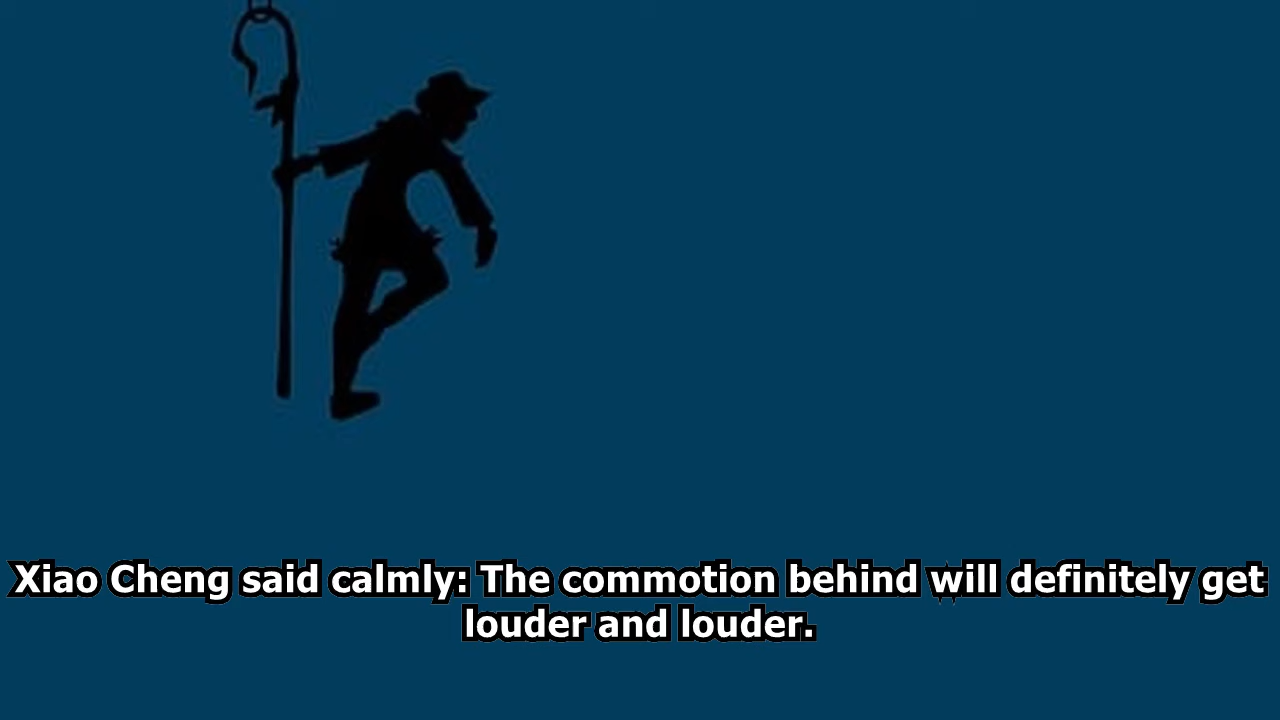 Xiao Cheng said calmly: The commotion behind will definitely get
louder and louder.